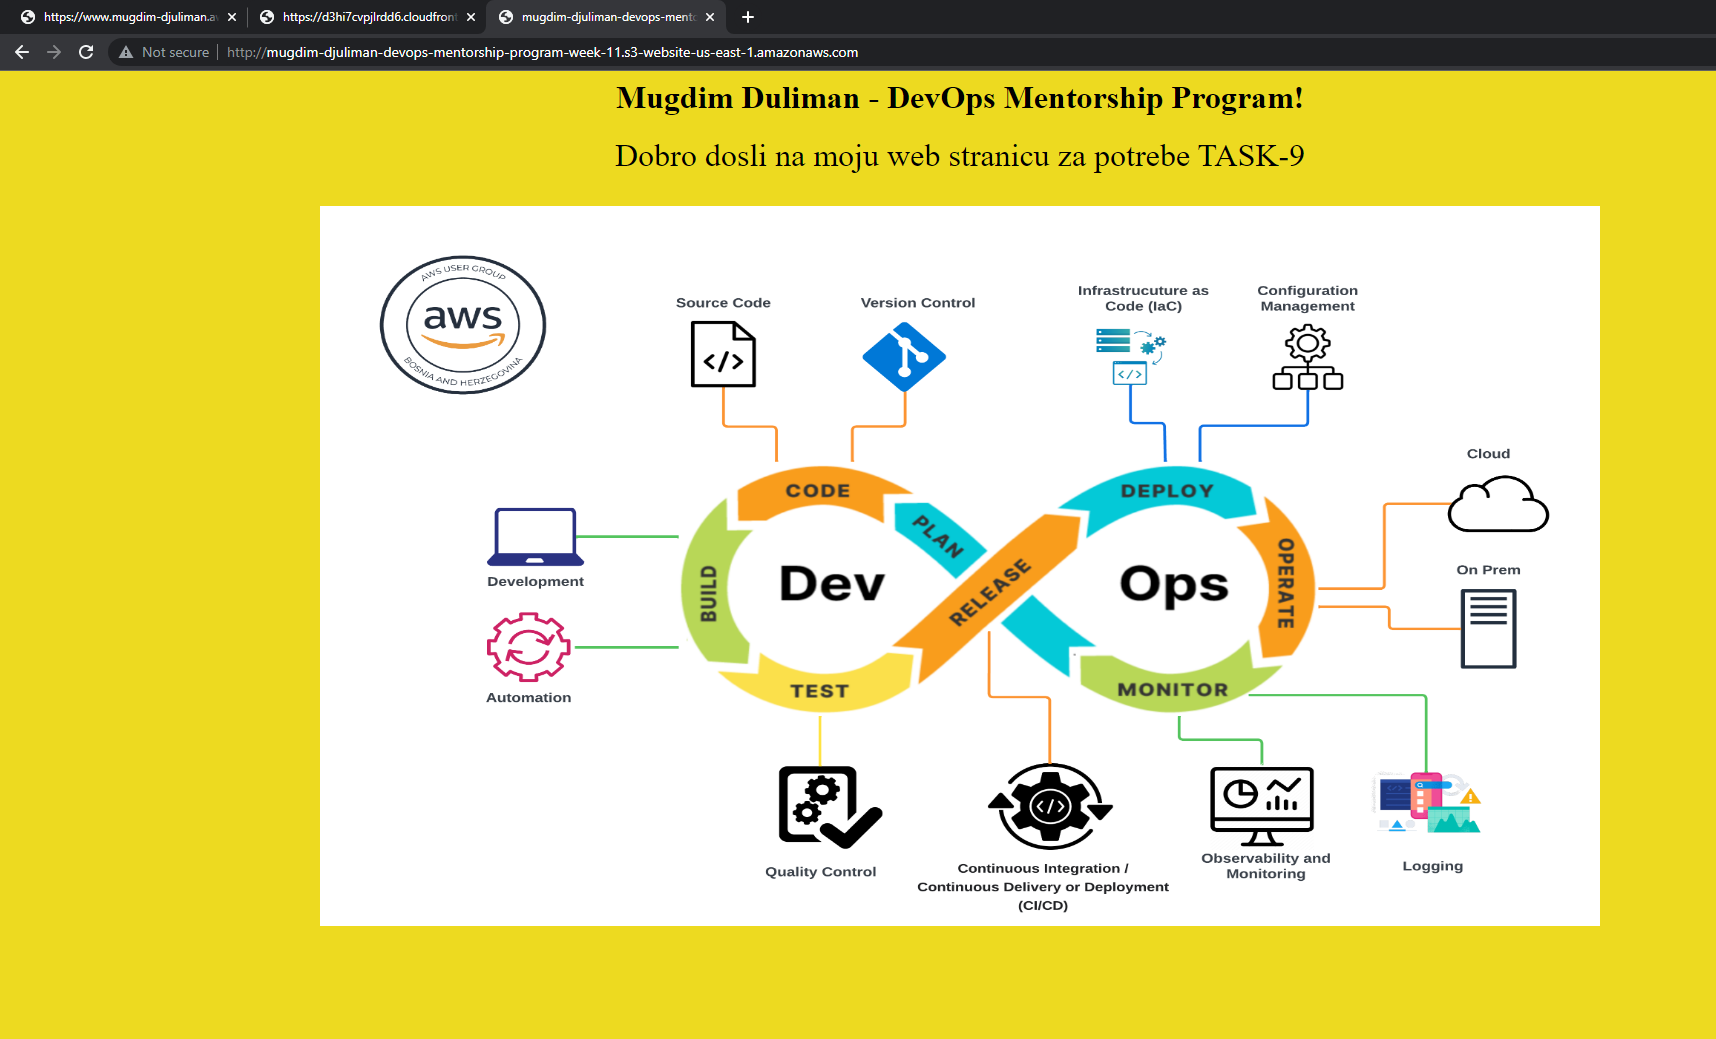 https://www.mugdim-djuliman.aw
https://d3hi7cvpjlrdd6.cloudfront
mugdim-djuliman-devops-mento
Not secure
http://mugdim-djuliman-devops-mentorship-program-week-11.s3-website-us-east-1.amazonaws.com
Mugdim Duliman - DevOps Mentorship Program!
Dobro dosli na moju web stranicu za potrebe TASK-9
AWS USER GROUP
aws
BOSNIA AND HERZEGOVINA
Source Code
Version Control
Infrastrucuture as
Code (IaC)
Configuration
Management
</>
</>
Cloud
CODE
DEPLOY
PLAN
Development
BUILD
Dev
RELEASE
Ops
OPERATE
On Prem
Automation
TEST
MONITOR
</>
Quality Control
Continuous Integration /
Continuous Delivery or Deployment
(CI/CD)
Observability and
Monitoring
Logging